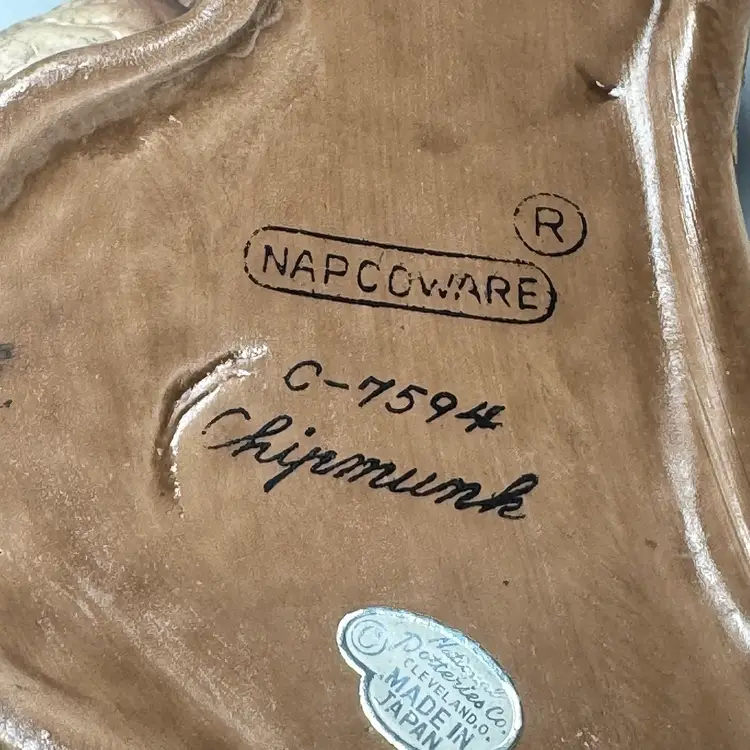 R
NAPCOWARE
C-7594
Chipmunk
©
National
Potteries Co.
CLEVELAND, O.
MADE IN
JAPAN